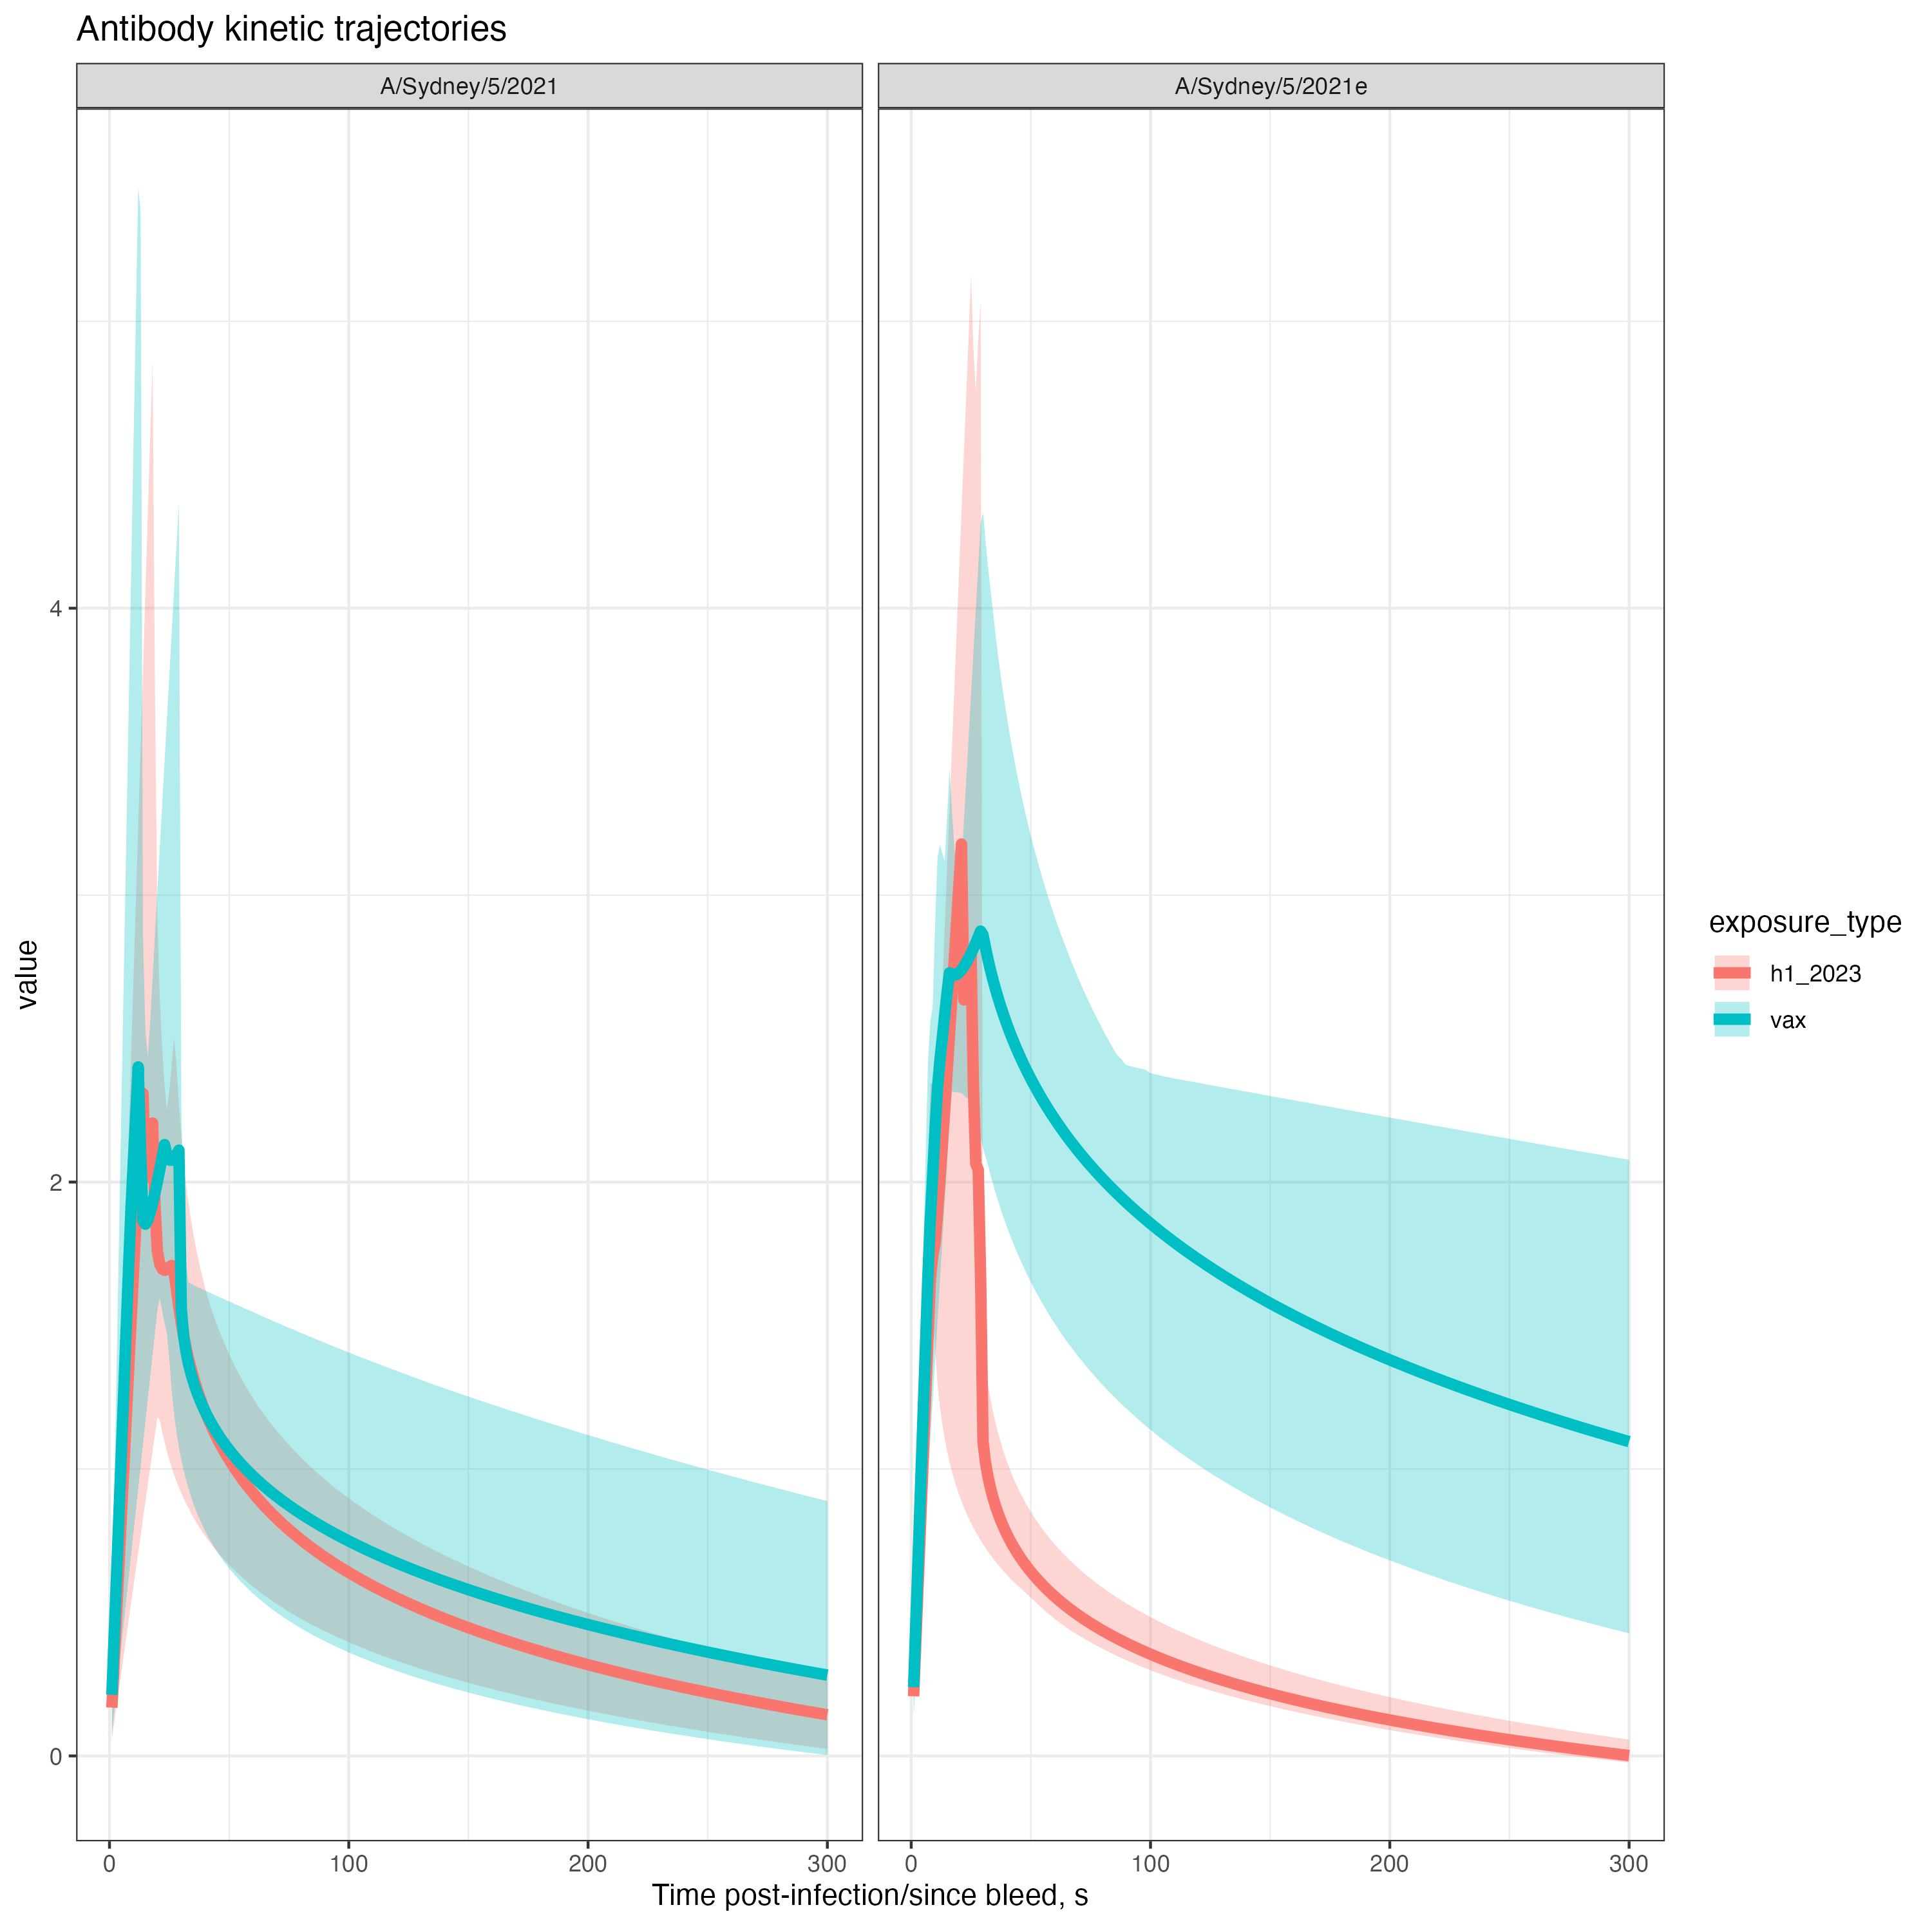 Antibody kinetic trajectories
A/Sydney/5/2021
A/Sydney/5/2021e
value
4
2
0
0
100
200
300
0
100
200
300
Time post-infection/since bleed, s
exposure_type
h1_2023
vax